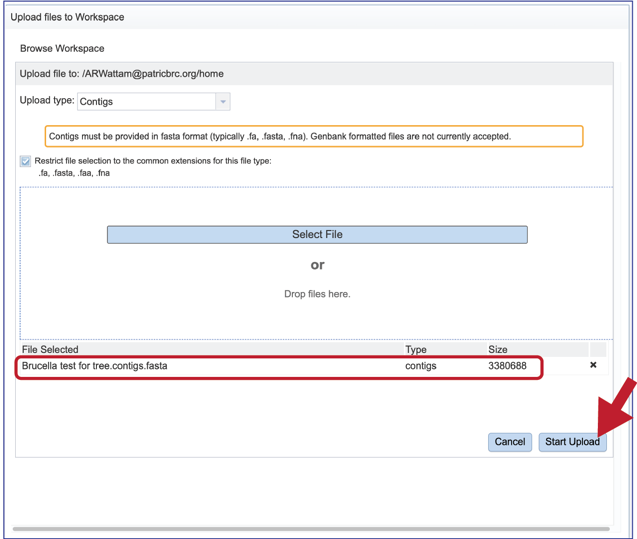 Upload files to Workspace
Browse Workspace
Upload file to: /ARWattam@patricbrc.org/home
Upload type: Contigs
Contigs must be provided in fasta format (typically .fa, .fasta, .fna). Genbank formatted files are not currently accepted.
Restrict file selection to the common extensions for this file type:
.fa, .fasta, .faa, .fna
Select File
or
Drop files here.
File Selected Type Size
Brucella test for tree.contigs.fasta contigs 3380688 ✖
Cancel Start Upload